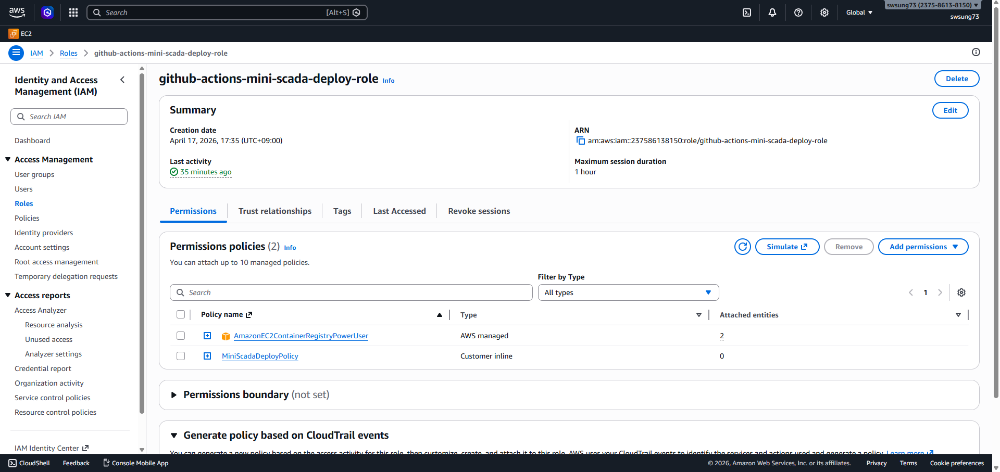 aws
Search
[Alt+S]
Global
swsung73 (2375-8613-8150)
swsung73
EC2
IAM
Roles
github-actions-mini-scada-deploy-role
Identity and Access
Management (IAM)
Search IAM
Dashboard
Access Management
User groups
Users
Roles
Policies
Identity providers
Account settings
Root access management
Temporary delegation requests
Access reports
Access Analyzer
Resource analysis
Unused access
Analyzer settings
Credential report
Organization activity
Service control policies
Resource control policies
IAM Identity Center
github-actions-mini-scada-deploy-role Info
Delete
Summary
Edit
Creation date
April 17, 2026, 17:35 (UTC+09:00)
ARN
arn:aws:iam::237586138150:role/github-actions-mini-scada-deploy-role
Last activity
35 minutes ago
Maximum session duration
1 hour
Permissions
Trust relationships
Tags
Last Accessed
Revoke sessions
Permissions policies (2) Info
Simulate
Remove
Add permissions
You can attach up to 10 managed policies.
Filter by Type
Search
All types
1
Policy name
Type
Attached entities
AmazonEC2ContainerRegistryPowerUser
AWS managed
2
MiniScadaDeployPolicy
Customer inline
0
Permissions boundary (not set)
Generate policy based on CloudTrail events
You can generate a new policy based on the access activity for this role, then customize, create, and attach it to this role. AWS uses your CloudTrail events to identify the services and actions used and generate a policy. Learn more
CloudShell
Feedback
Console Mobile App
© 2026, Amazon Web Services, Inc. or its affiliates.
Privacy
Terms
Cookie preferences